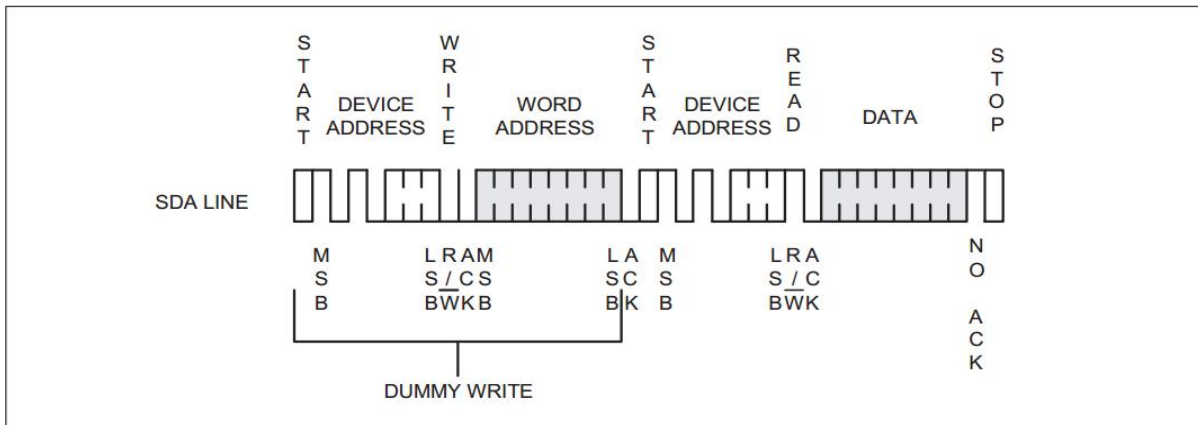 START
DEVICE ADDRESS
WRITE
WORD ADDRESS
START
DEVICE ADDRESS
READ
DATA
STOP
SDA LINE
MSB
LSB
R/W
ACK
MSB
LSB
ACK
MSB
LSB
R/W
ACK
NO ACK
DUMMY WRITE